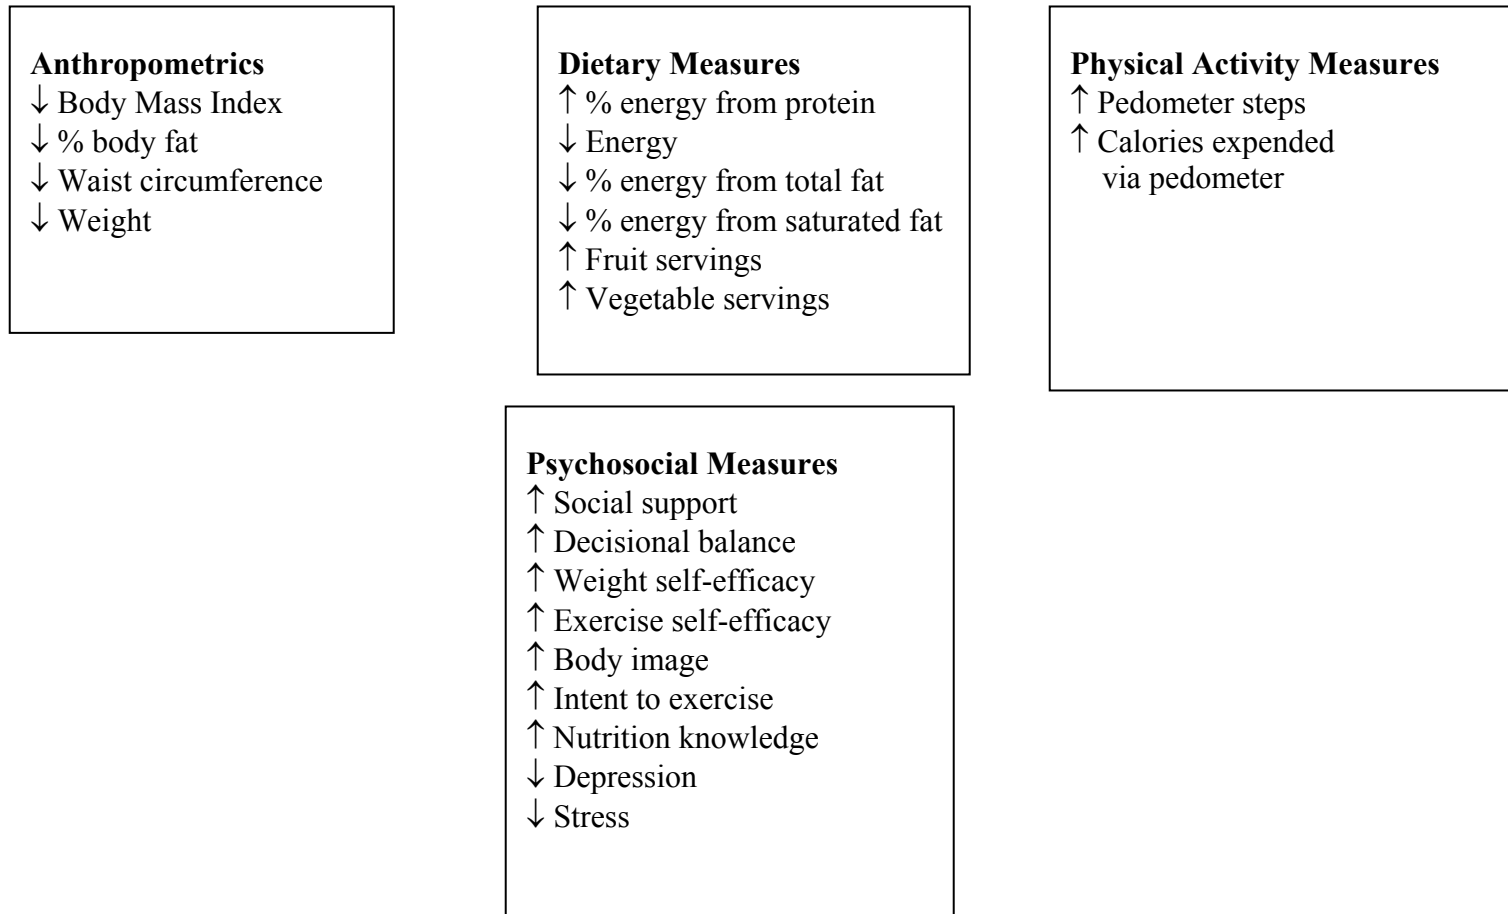 Anthropometrics
↓ Body Mass Index
↓ % body fat
↓ Waist circumference
↓ Weight
Dietary Measures
↑ % energy from protein
↓ Energy
↓ % energy from total fat
↓ % energy from saturated fat
↑ Fruit servings
↑ Vegetable servings
Physical Activity Measures
↑ Pedometer steps
↑ Calories expended
via pedometer
Psychosocial Measures
↑ Social support
↑ Decisional balance
↑ Weight self-efficacy
↑ Exercise self-efficacy
↑ Body image
↑ Intent to exercise
↑ Nutrition knowledge
↓ Depression
↓ Stress